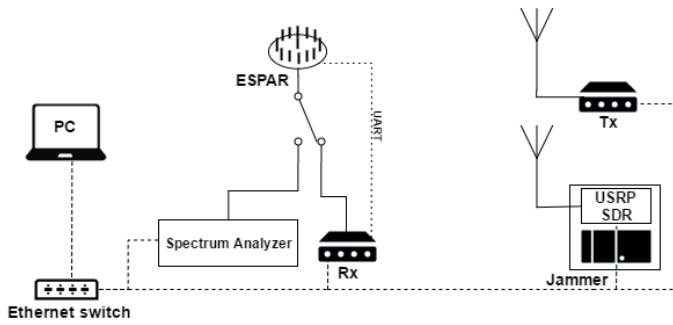 ESPAR
PC
UART
Tx
USRP
SDR
Spectrum Analyzer
Rx
Jammer
Ethernet switch